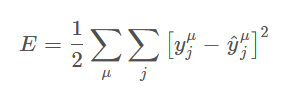 E = \frac{1}{2} \sum_{\mu} \sum_{j} \left[ y_j^{\mu} - \hat{y}_j^{\mu} \right]^2